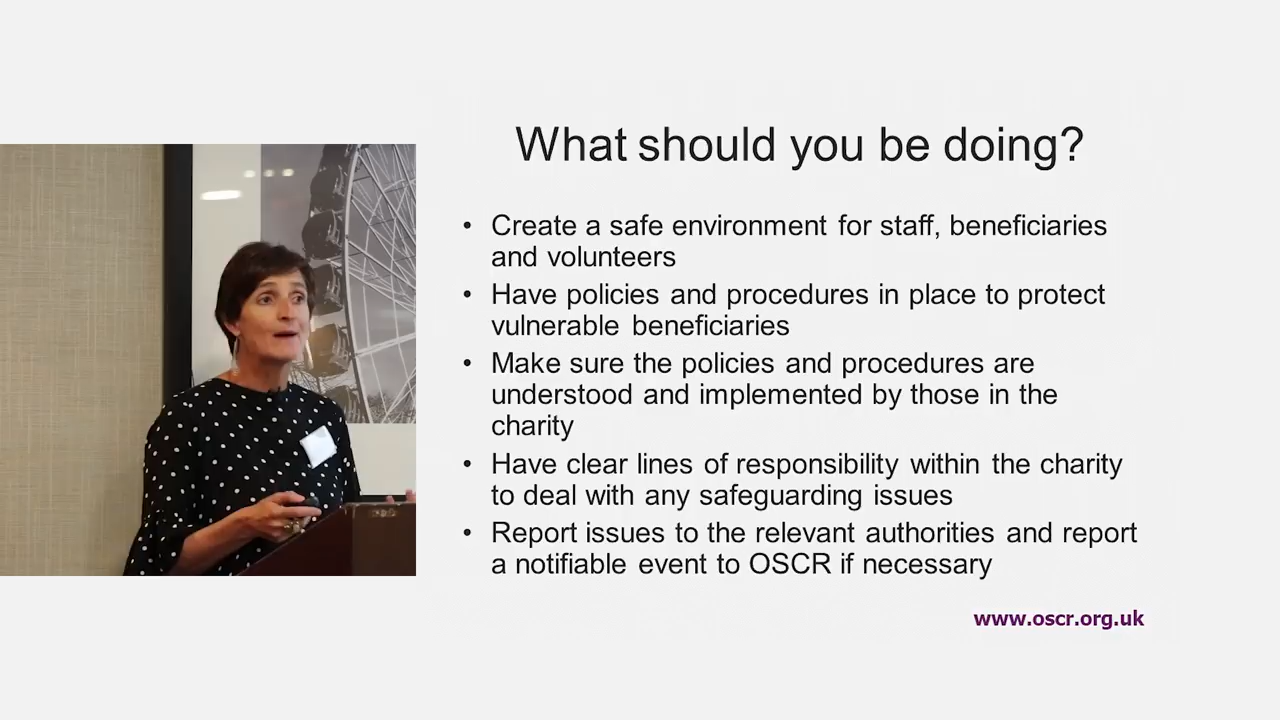 What should you be doing?
• Create a safe environment for staff, beneficiaries
and volunteers
• Have policies and procedures in place to protect
vulnerable beneficiaries
• Make sure the policies and procedures are
understood and implemented by those in the
charity
• Have clear lines of responsibility within the charity
to deal with any safeguarding issues
• Report issues to the relevant authorities and report
a notifiable event to OSCR if necessary
www.oscr.org.uk